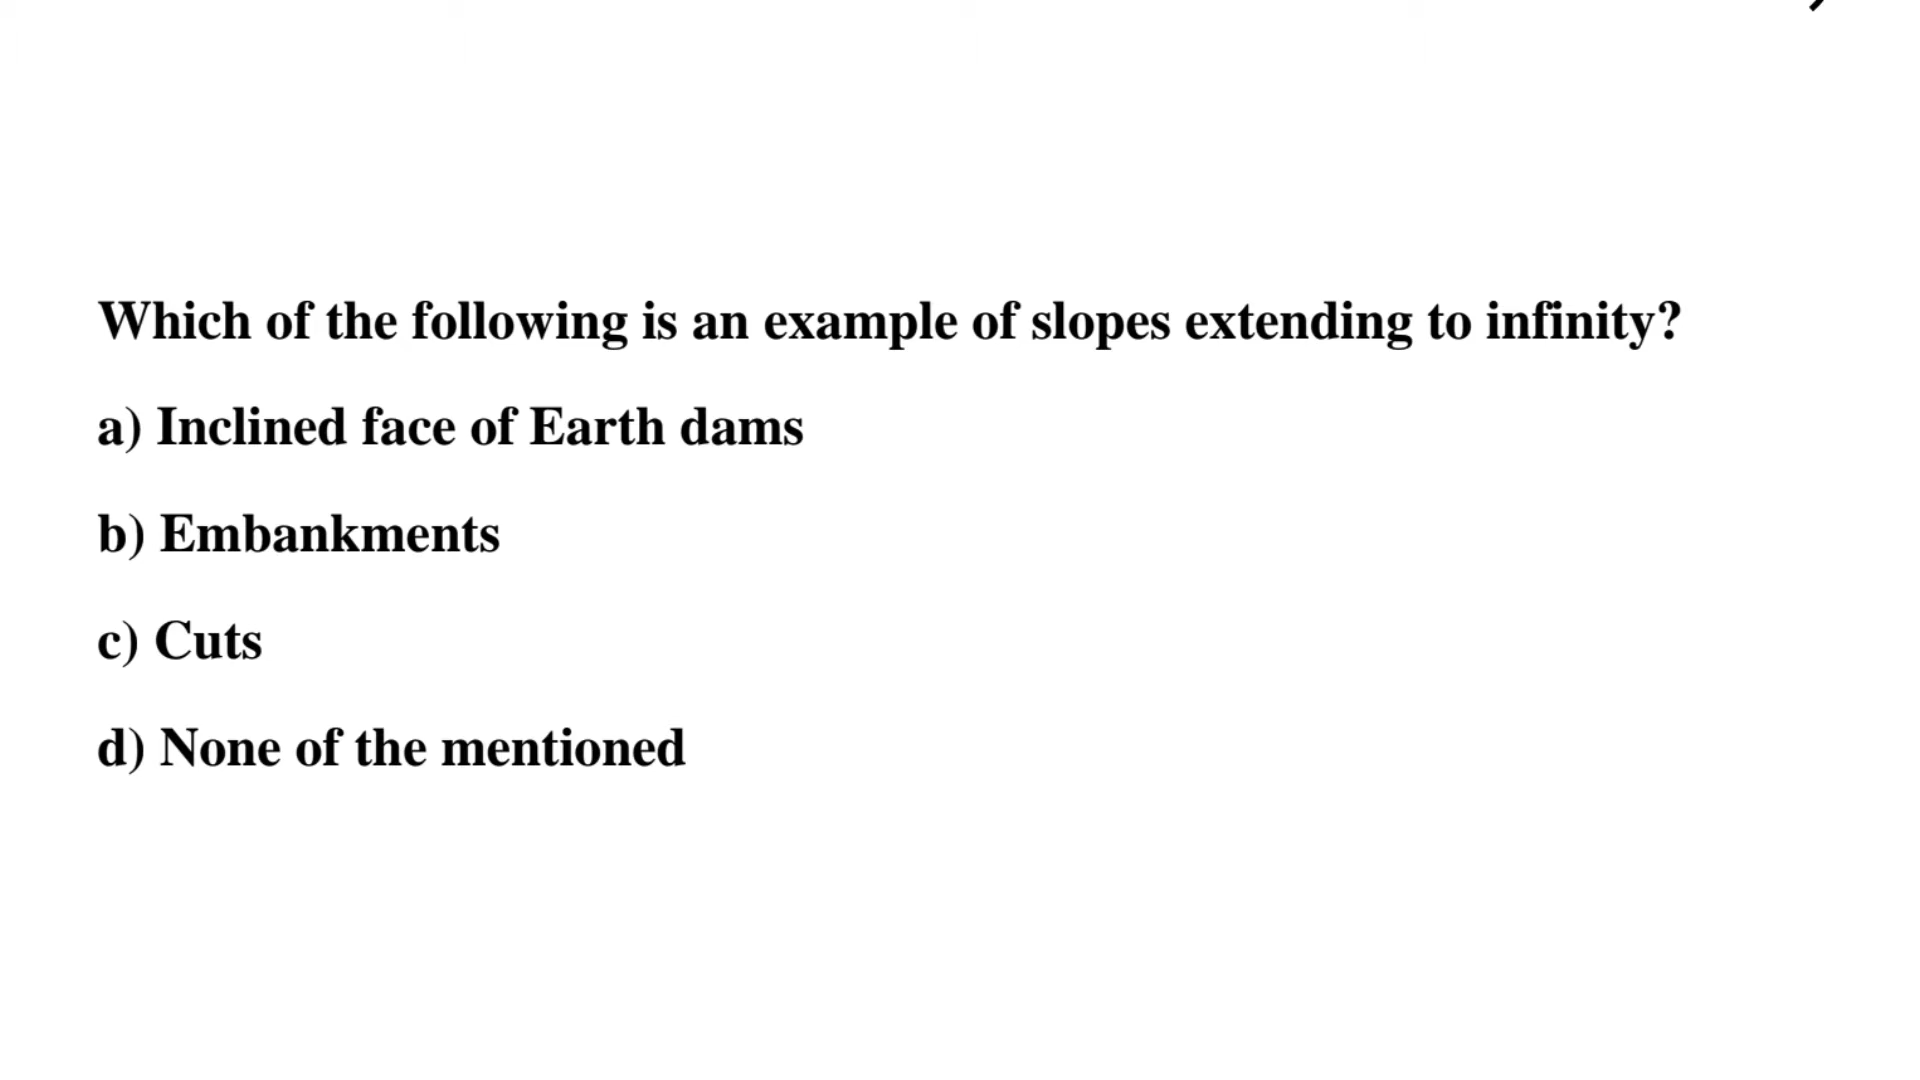 Which of the following is an example of slopes extending to infinity?
a) Inclined face of Earth dams
b) Embankments
c) Cuts
d) None of the mentioned